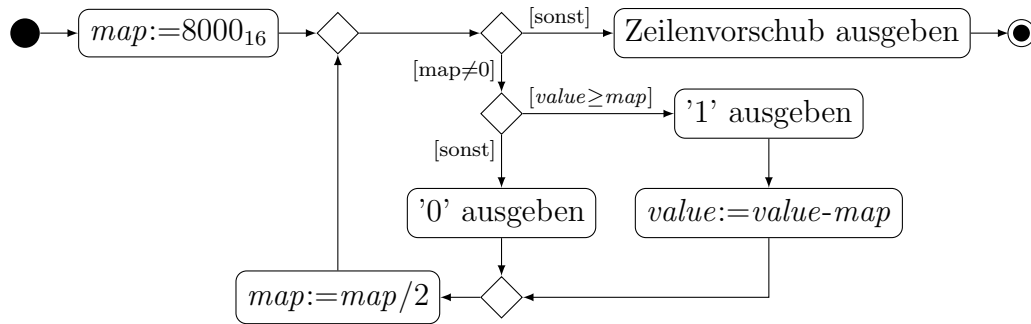 [sonst]
map:=8000₁₆
Zeilenvorschub ausgeben
[map≠0]
[value≥map]
'1' ausgeben
[sonst]
'0' ausgeben
value:=value-map
map:=map/2